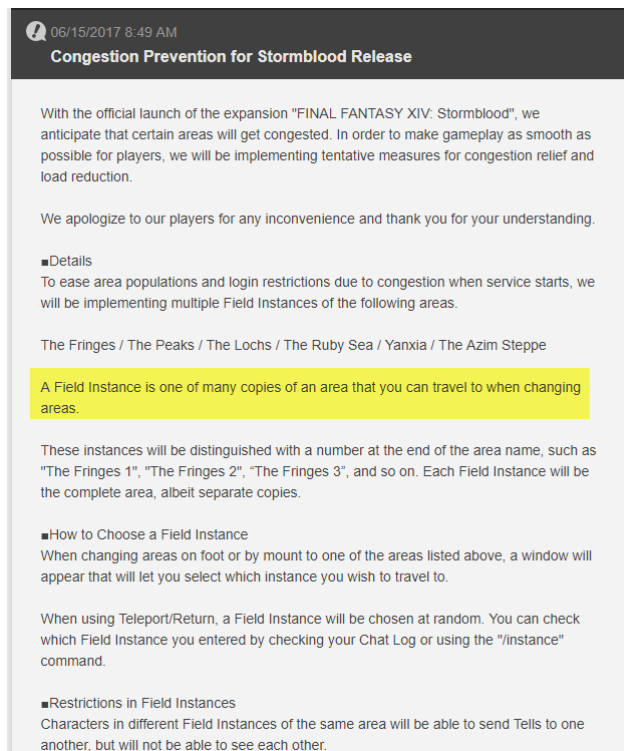 06/15/2017 8:49 AM
Congestion Prevention for Stormblood Release
With the official launch of the expansion "FINAL FANTASY XIV: Stormblood", we
anticipate that certain areas will get congested. In order to make gameplay as smooth as
possible for players, we will be implementing tentative measures for congestion relief and
load reduction.
We apologize to our players for any inconvenience and thank you for your understanding.
■Details
To ease area populations and login restrictions due to congestion when service starts, we
will be implementing multiple Field Instances of the following areas.
The Fringes / The Peaks / The Lochs / The Ruby Sea / Yanxia / The Azim Steppe
A Field Instance is one of many copies of an area that you can travel to when changing
areas.
These instances will be distinguished with a number at the end of the area name, such as
"The Fringes 1", "The Fringes 2", “The Fringes 3”, and so on. Each Field Instance will be
the complete area, albeit separate copies.
■How to Choose a Field Instance
When changing areas on foot or by mount to one of the areas listed above, a window will
appear that will let you select which instance you wish to travel to.
When using Teleport/Return, a Field Instance will be chosen at random. You can check
which Field Instance you entered by checking your Chat Log or using the "/instance"
command.
■Restrictions in Field Instances
Characters in different Field Instances of the same area will be able to send Tells to one
another, but will not be able to see each other.